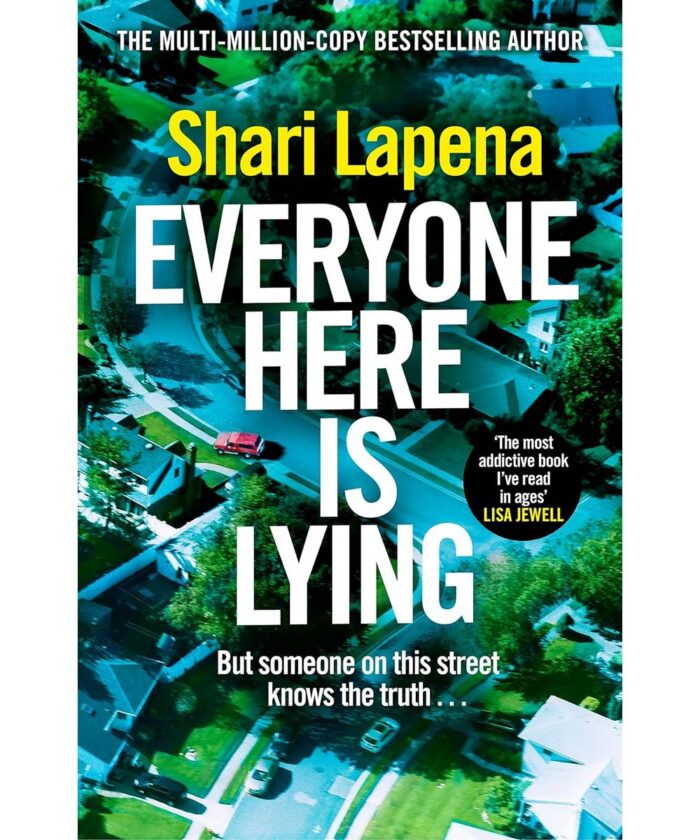 THE MULTI-MILLION-COPY BESTSELLING AUTHOR
Shari Lapena
EVERYONE
HERE
IS
LYING
‘The most
addictive book
I’ve read
in ages’
LISA JEWELL
But someone on this street
knows the truth . . .